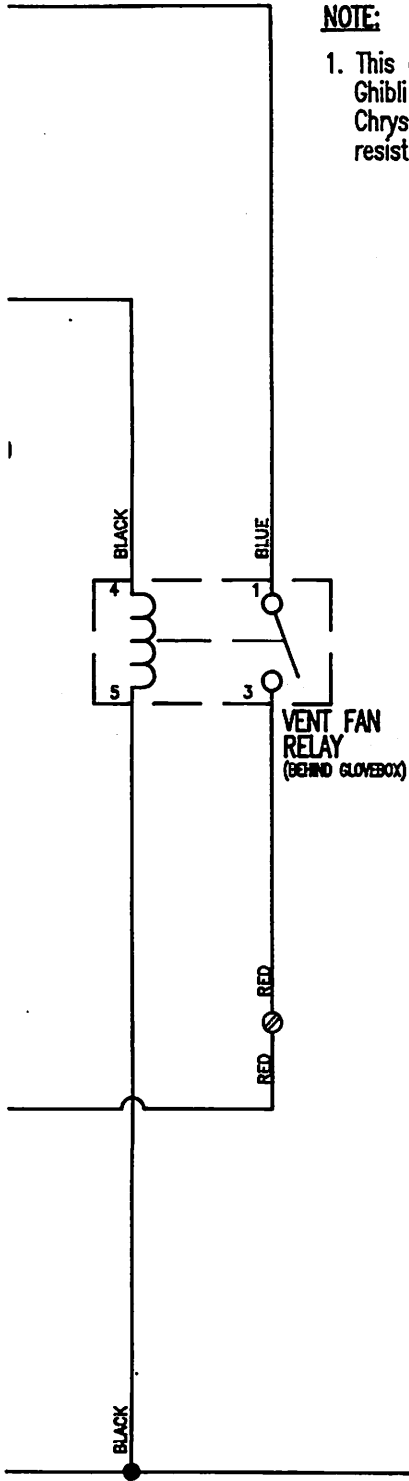 NOTE:
1. This
Ghibli
Chrys
resist
BLACK
BLUE
4
1
5
3
VENT FAN
RELAY
(BEHIND GLOVEBOX)
RED
RED
BLACK